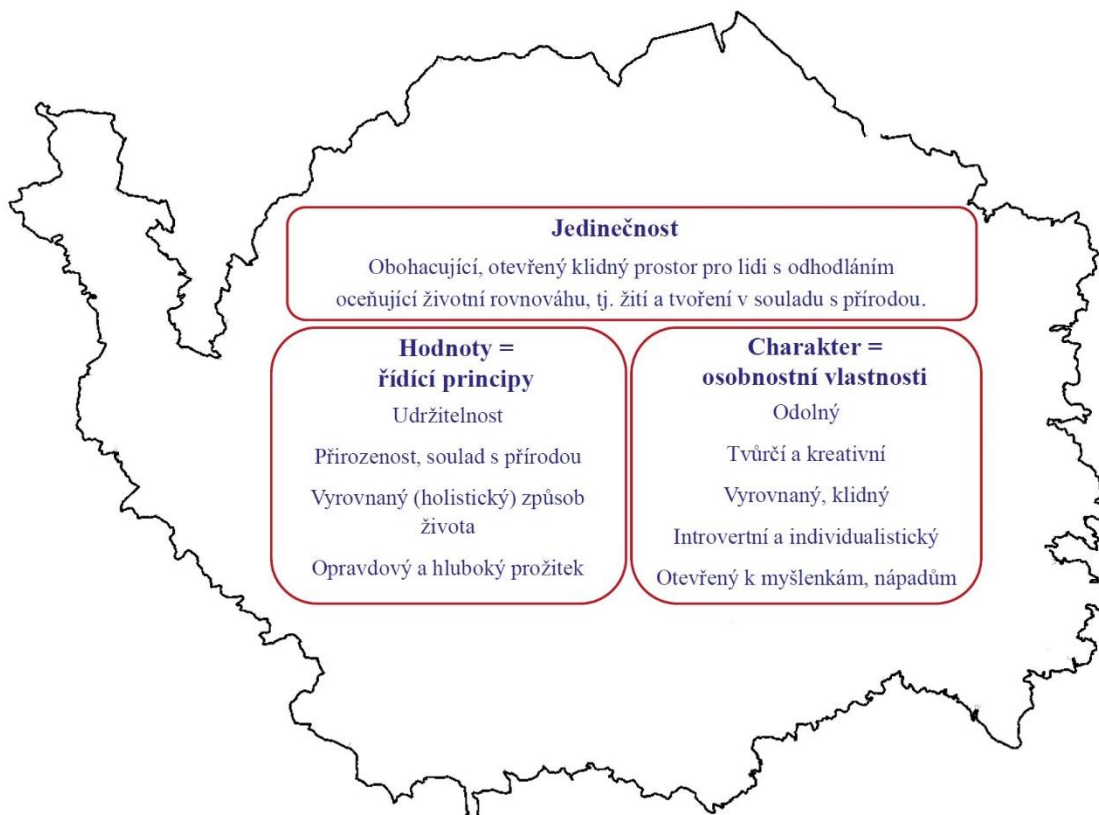 Jedinečnost
Obohacující, otevřený klidný prostor pro lidi s odhodláním
oceňující životní rovnováhu, tj. žití a tvoření v souladu s přírodou.
Hodnoty =
řídící principy
Udržitelnost
Přirozenost, soulad s přírodou
Vyrovnaný (holistický) způsob
života
Opravdový a hluboký prožitek
Charakter =
osobnostní vlastnosti
Odolný
Tvůrčí a kreativní
Vyrovnaný, klidný
Introvertní a individualistický
Otevřený k myšlenkám, nápadům